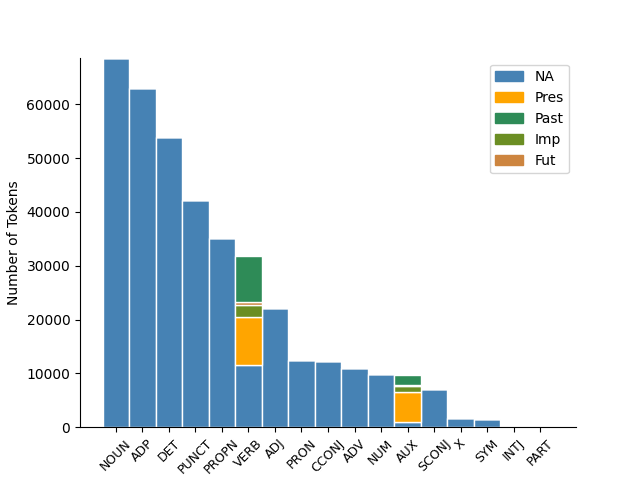 NA
Pres
Past
Imp
Fut
Number of Tokens
60000
50000
40000
30000
20000
10000
0
NOUN
ADP
DET
PUNCT
PROPN
VERB
ADJ
PRON
CCONJ
ADV
NUM
AUX
SCONJ
X
SYM
INTJ
PART